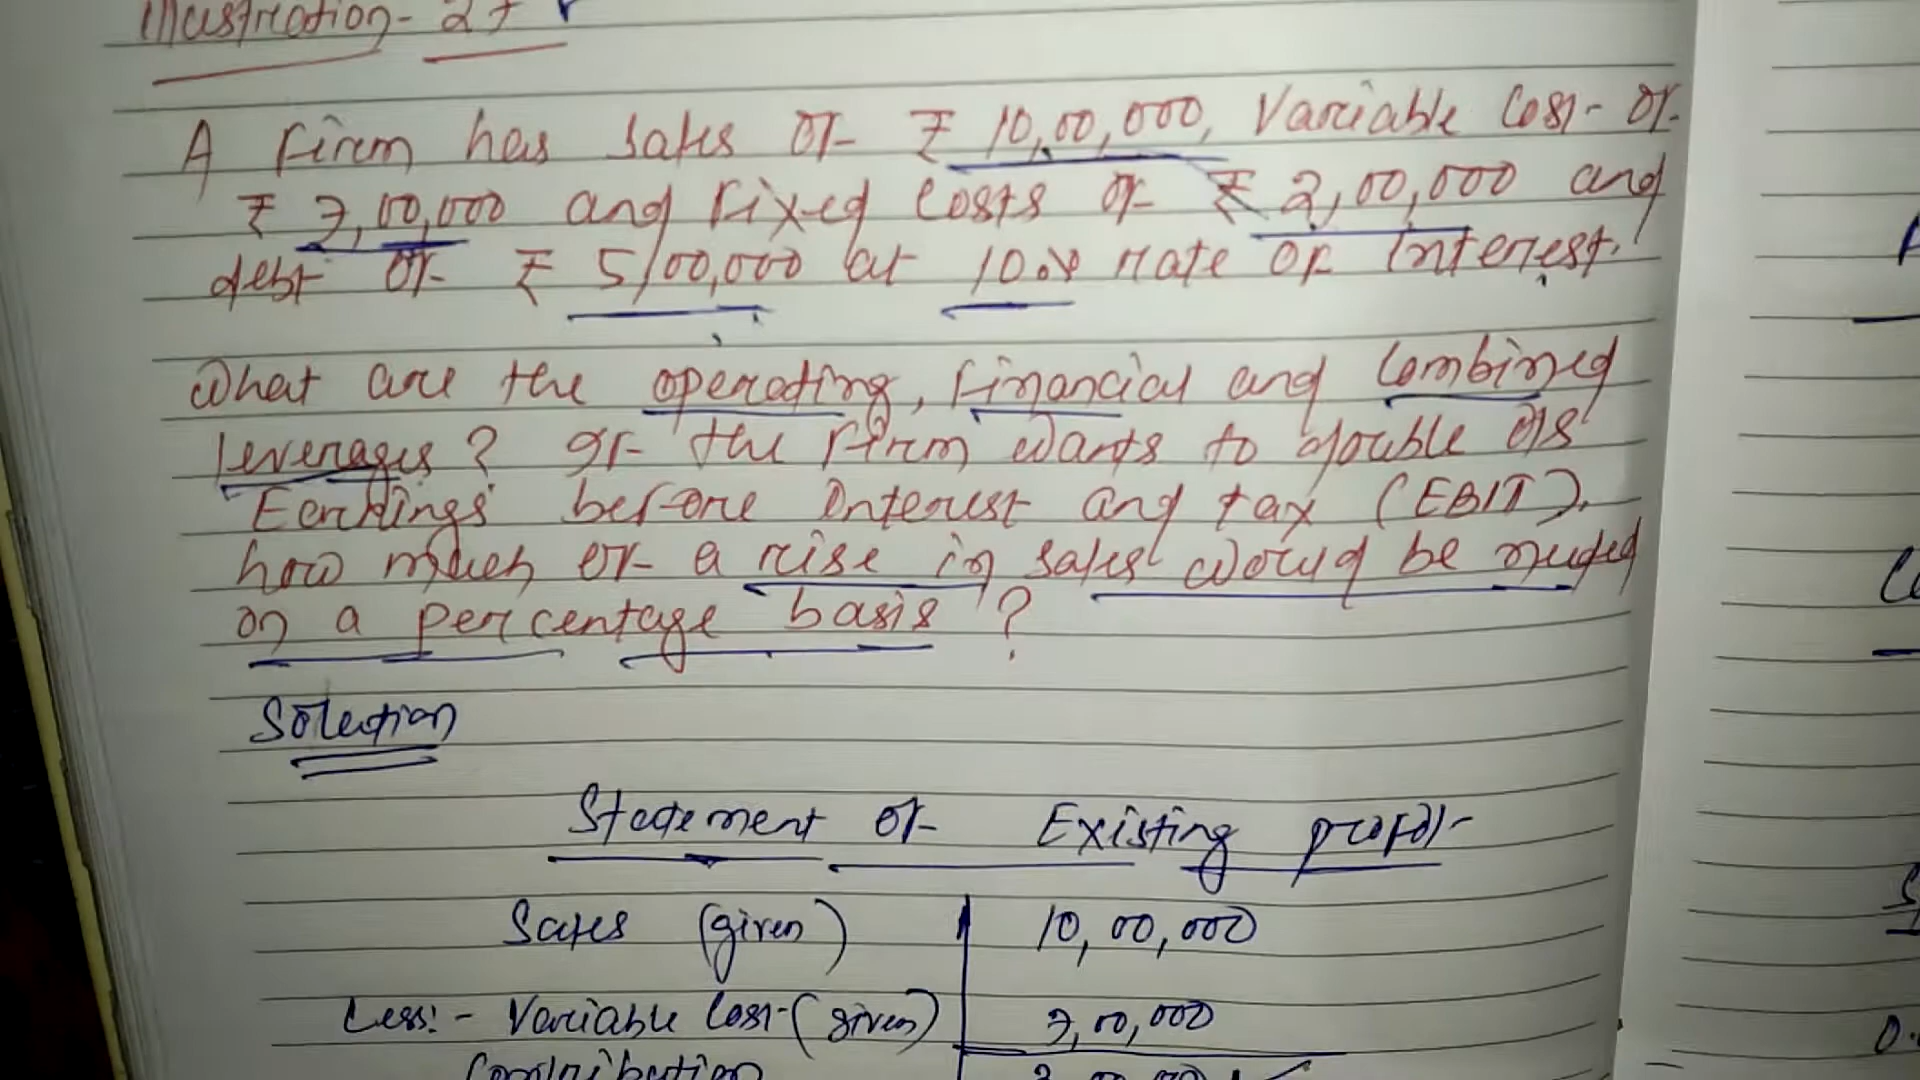 Illustration - 27
A firm has sales of ₹ 10,00,000, Variable Cost of
₹ 7,00,000 and Fixed Costs of ₹ 2,00,000 and
debt of ₹ 5,00,000 at 10% rate of Interest.
What are the operating, Financial and Combined
leverages? If the firm wants to double its
Earnings before Interest and tax (EBIT),
how much of a rise in sales would be needed
on a percentage basis?
Solution
Statement of Existing profit
Sales (given) 10,00,000
Less: - Variable Cost (given) 7,00,000
Contribution 3,00,000